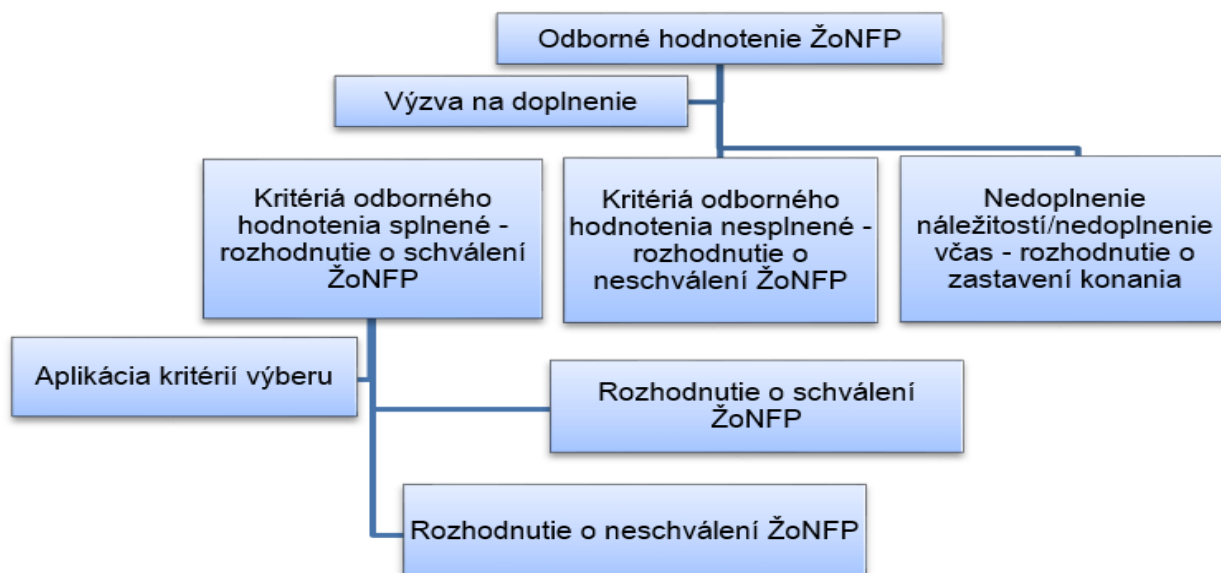 Odborné hodnotenie ŽoNFP
Výzva na doplnenie
Kritériá odborného
hodnotenia splnené -
rozhodnutie o schválení
ŽoNFP
Kritériá odborného
hodnotenia nesplnené -
rozhodnutie o
neschválení ŽoNFP
Nedoplnenie
náležitostí/nedoplnenie
včas - rozhodnutie o
zastavení konania
Aplikácia kritérií výberu
Rozhodnutie o schválení
ŽoNFP
Rozhodnutie o neschválení ŽoNFP